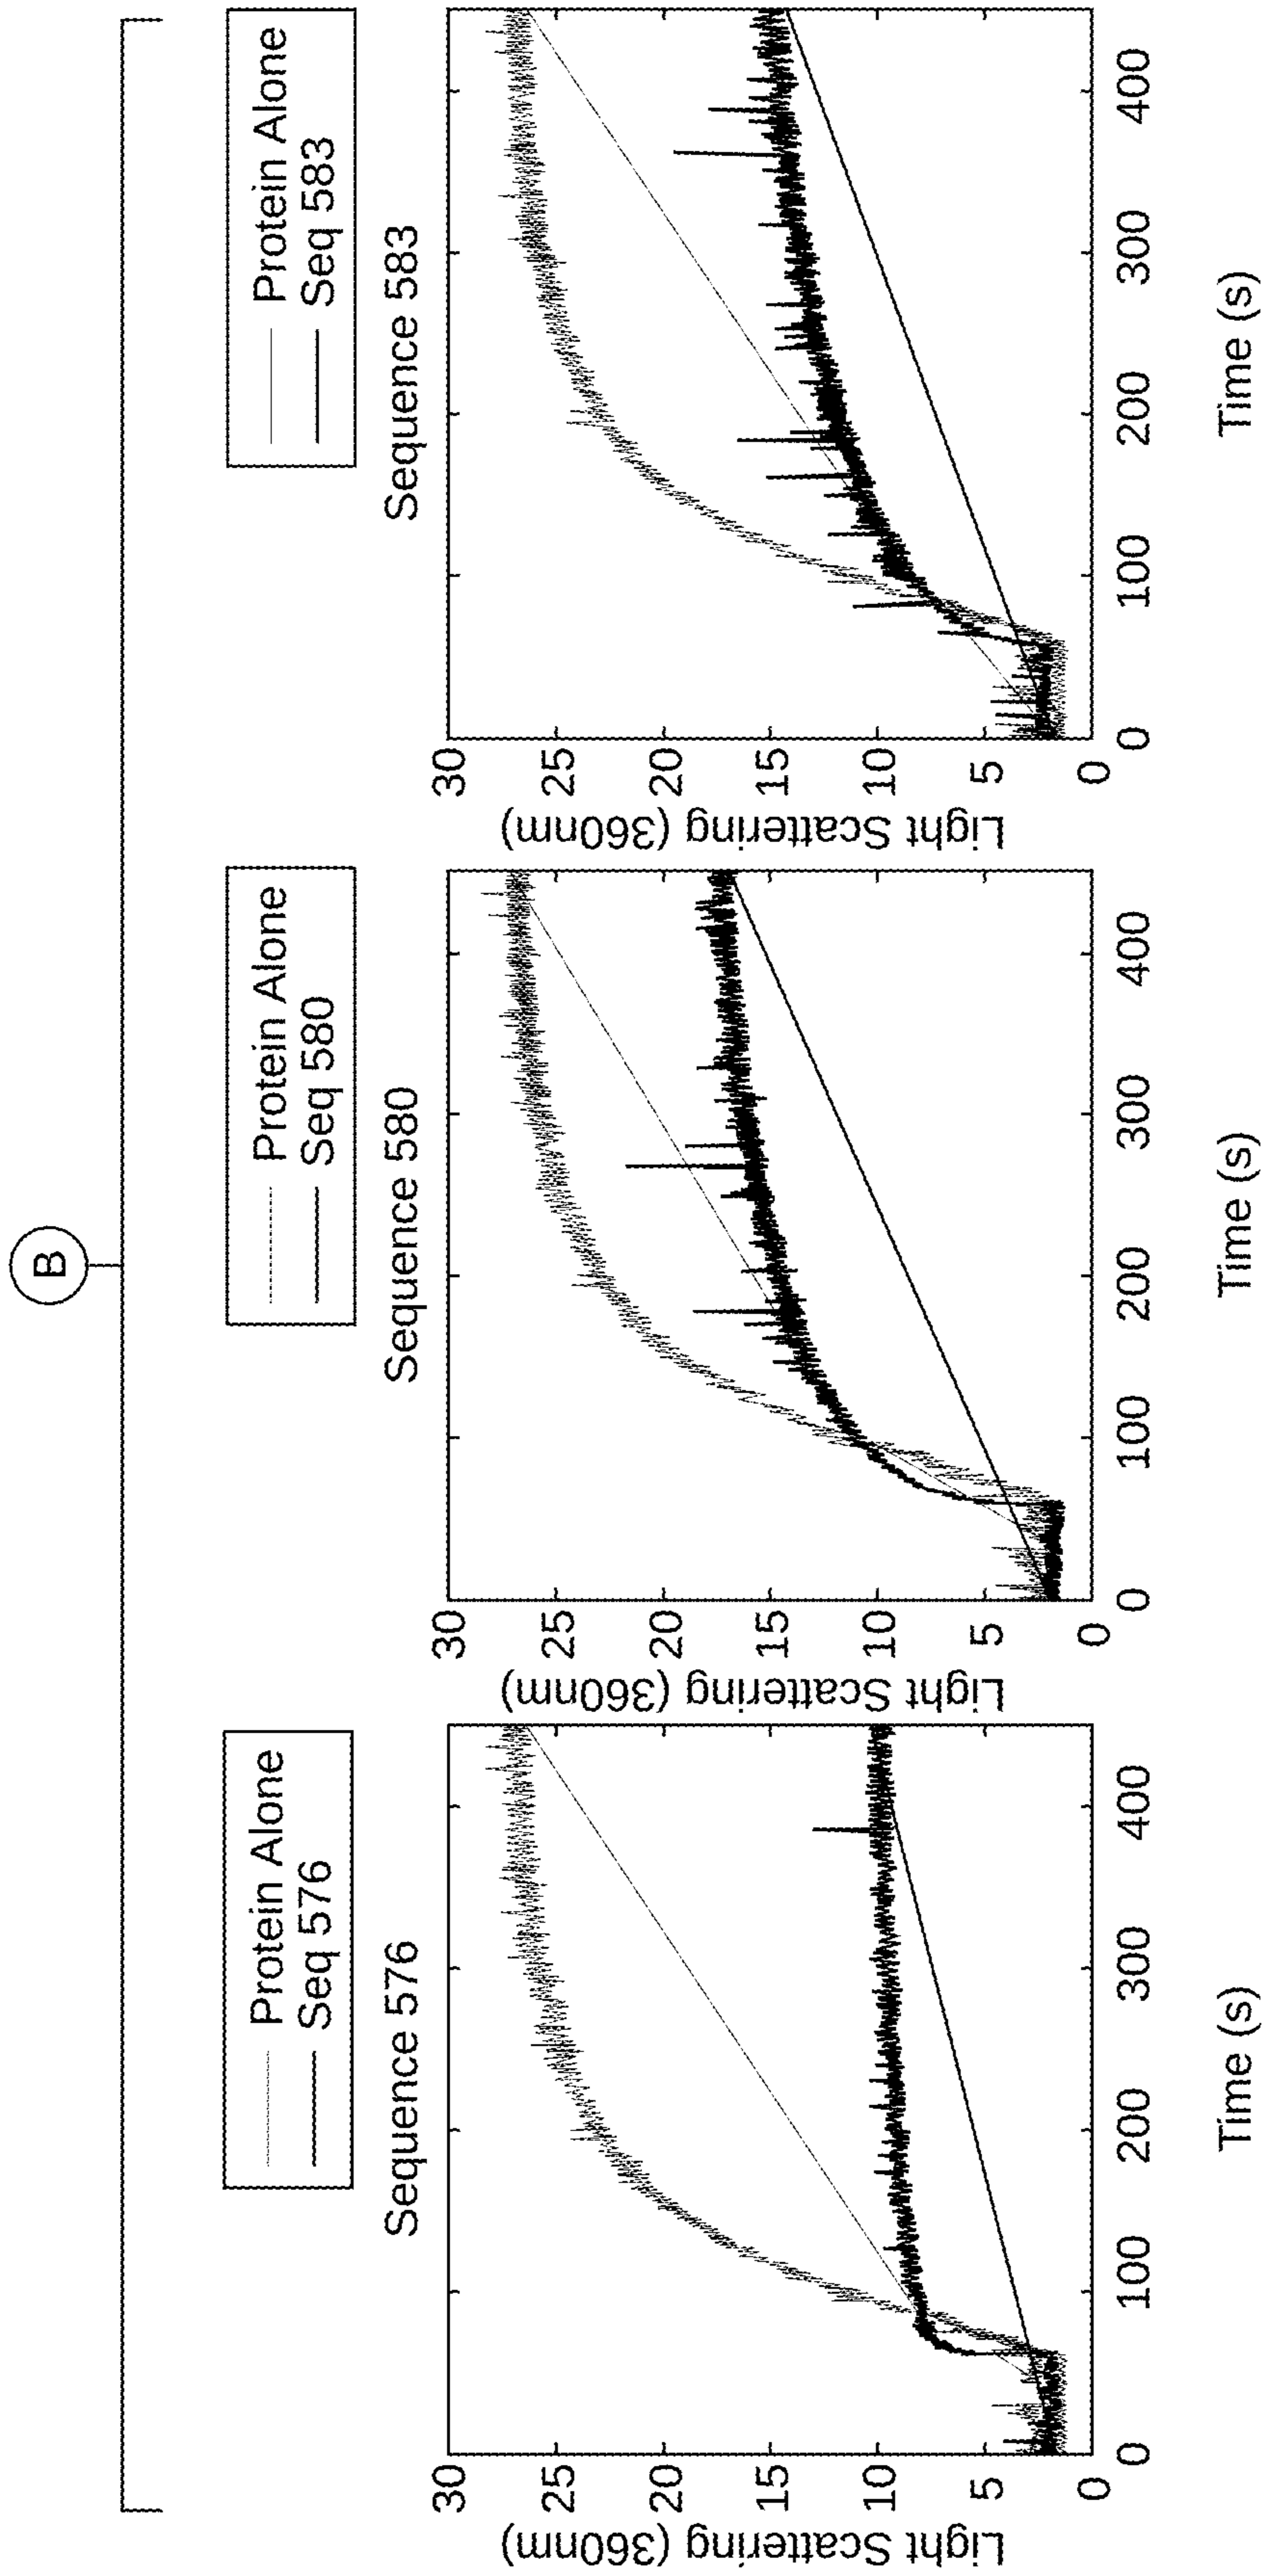 B
Protein Alone
Seq 576
Sequence 576
30
25
20
15
10
5
0
Light Scattering (360nm)
0
100
200
300
400
Time (s)
Protein Alone
Seq 580
Sequence 580
30
25
20
15
10
5
0
Light Scattering (360nm)
0
100
200
300
400
Time (s)
Protein Alone
Seq 583
Sequence 583
30
25
20
15
10
5
0
Light Scattering (360nm)
0
100
200
300
400
Time (s)